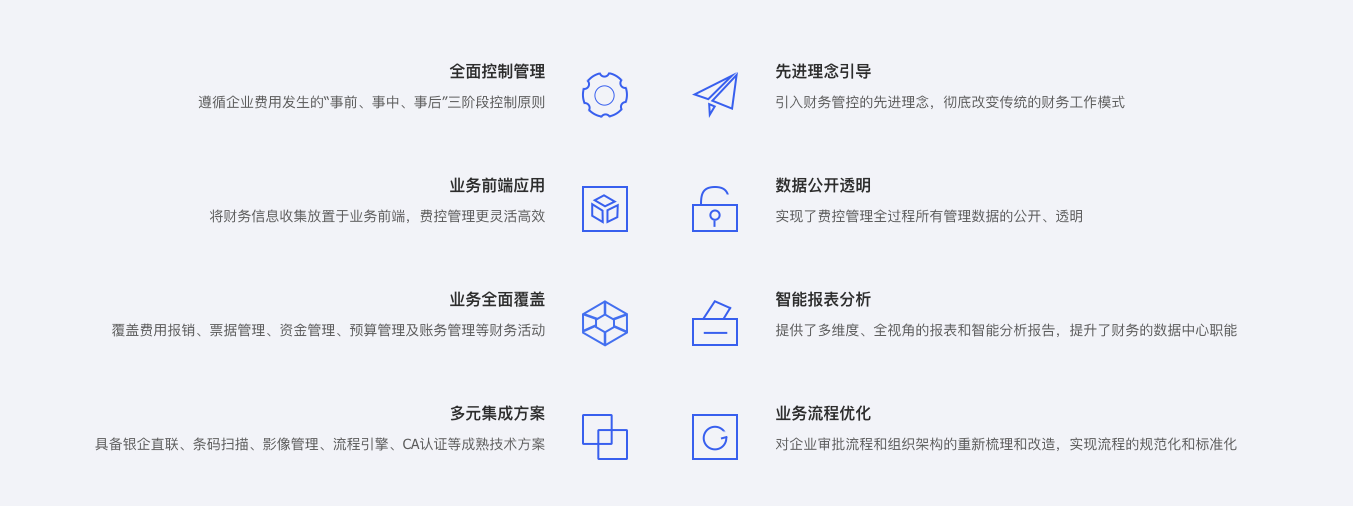 全面控制管理
遵循企业费用发生的“事前、事中、事后”三阶段控制原则
先进理念引导
引入财务管控的先进理念，彻底改变传统的财务工作模式
业务前端应用
将财务信息收集放置于业务前端，费控管理更灵活高效
数据公开透明
实现了费控管理全过程所有管理数据的公开、透明
业务全面覆盖
覆盖费用报销、票据管理、资金管理、预算管理及账务管理等财务活动
智能报表分析
提供了多维度、全视角的报表和智能分析报告，提升了财务的数据中心职能
多元集成方案
具备银企直联、条码扫描、影像管理、流程引擎、CA认证等成熟技术方案
业务流程优化
对企业审批流程和组织架构的重新梳理和改造，实现流程的规范化和标准化